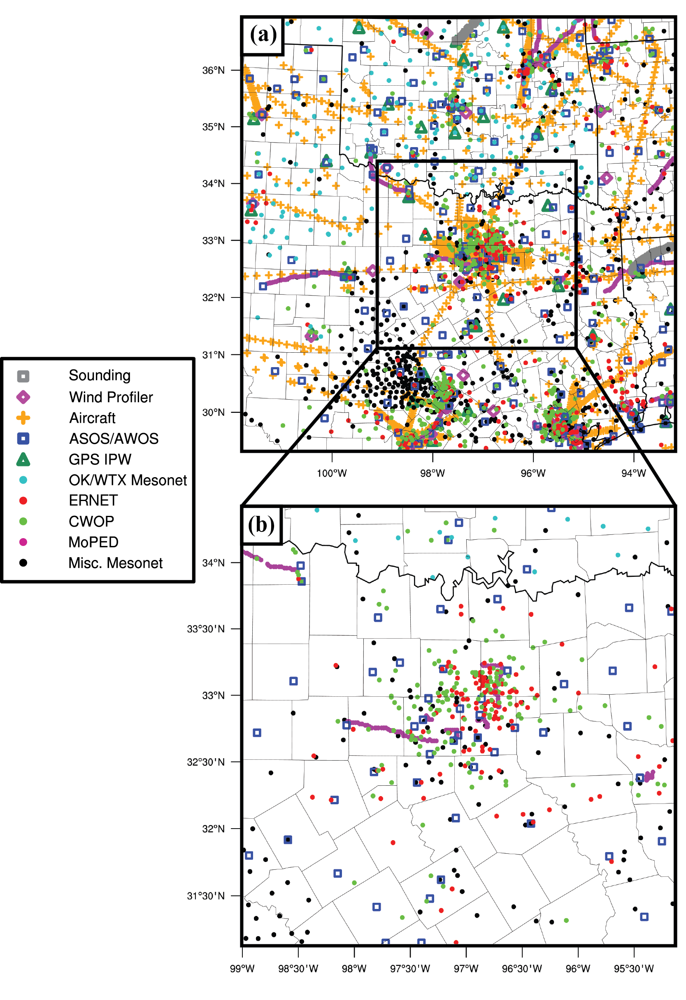 (a)
36°N
35°N
34°N
33°N
32°N
31°N
30°N
100°W 98°W 96°W 94°W
Sounding
Wind Profiler
Aircraft
ASOS/AWOS
GPS IPW
OK/WTX Mesonet
ERNET
CWOP
MoPED
Misc. Mesonet
(b)
34°N
33°30'N
33°N
32°30'N
32°N
31°30'N
99°W 98°30'W 98°W 97°30'W 97°W 96°30'W 96°W 95°30'W